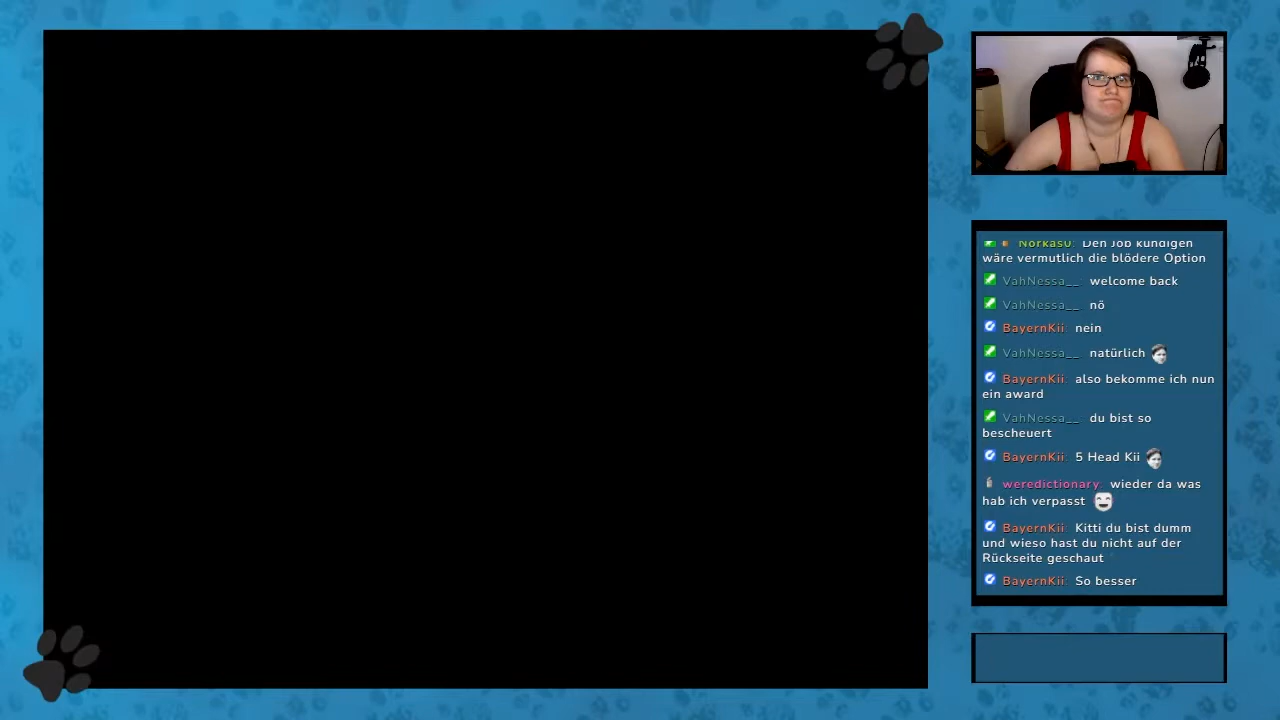 Norkas0: Den Job kündigen
wäre vermutlich die blödere Option
VahNessa__: welcome back
VahNessa__: nö
BayernKii: nein
VahNessa__: natürlich
BayernKii: also bekomme ich nun
ein award
VahNessa__: du bist so
bescheuert
BayernKii: 5 Head Kii
weredictionary: wieder da was
hab ich verpasst
BayernKii: Kitti du bist dumm
und wieso hast du nicht auf der
Rückseite geschaut
BayernKii: So besser